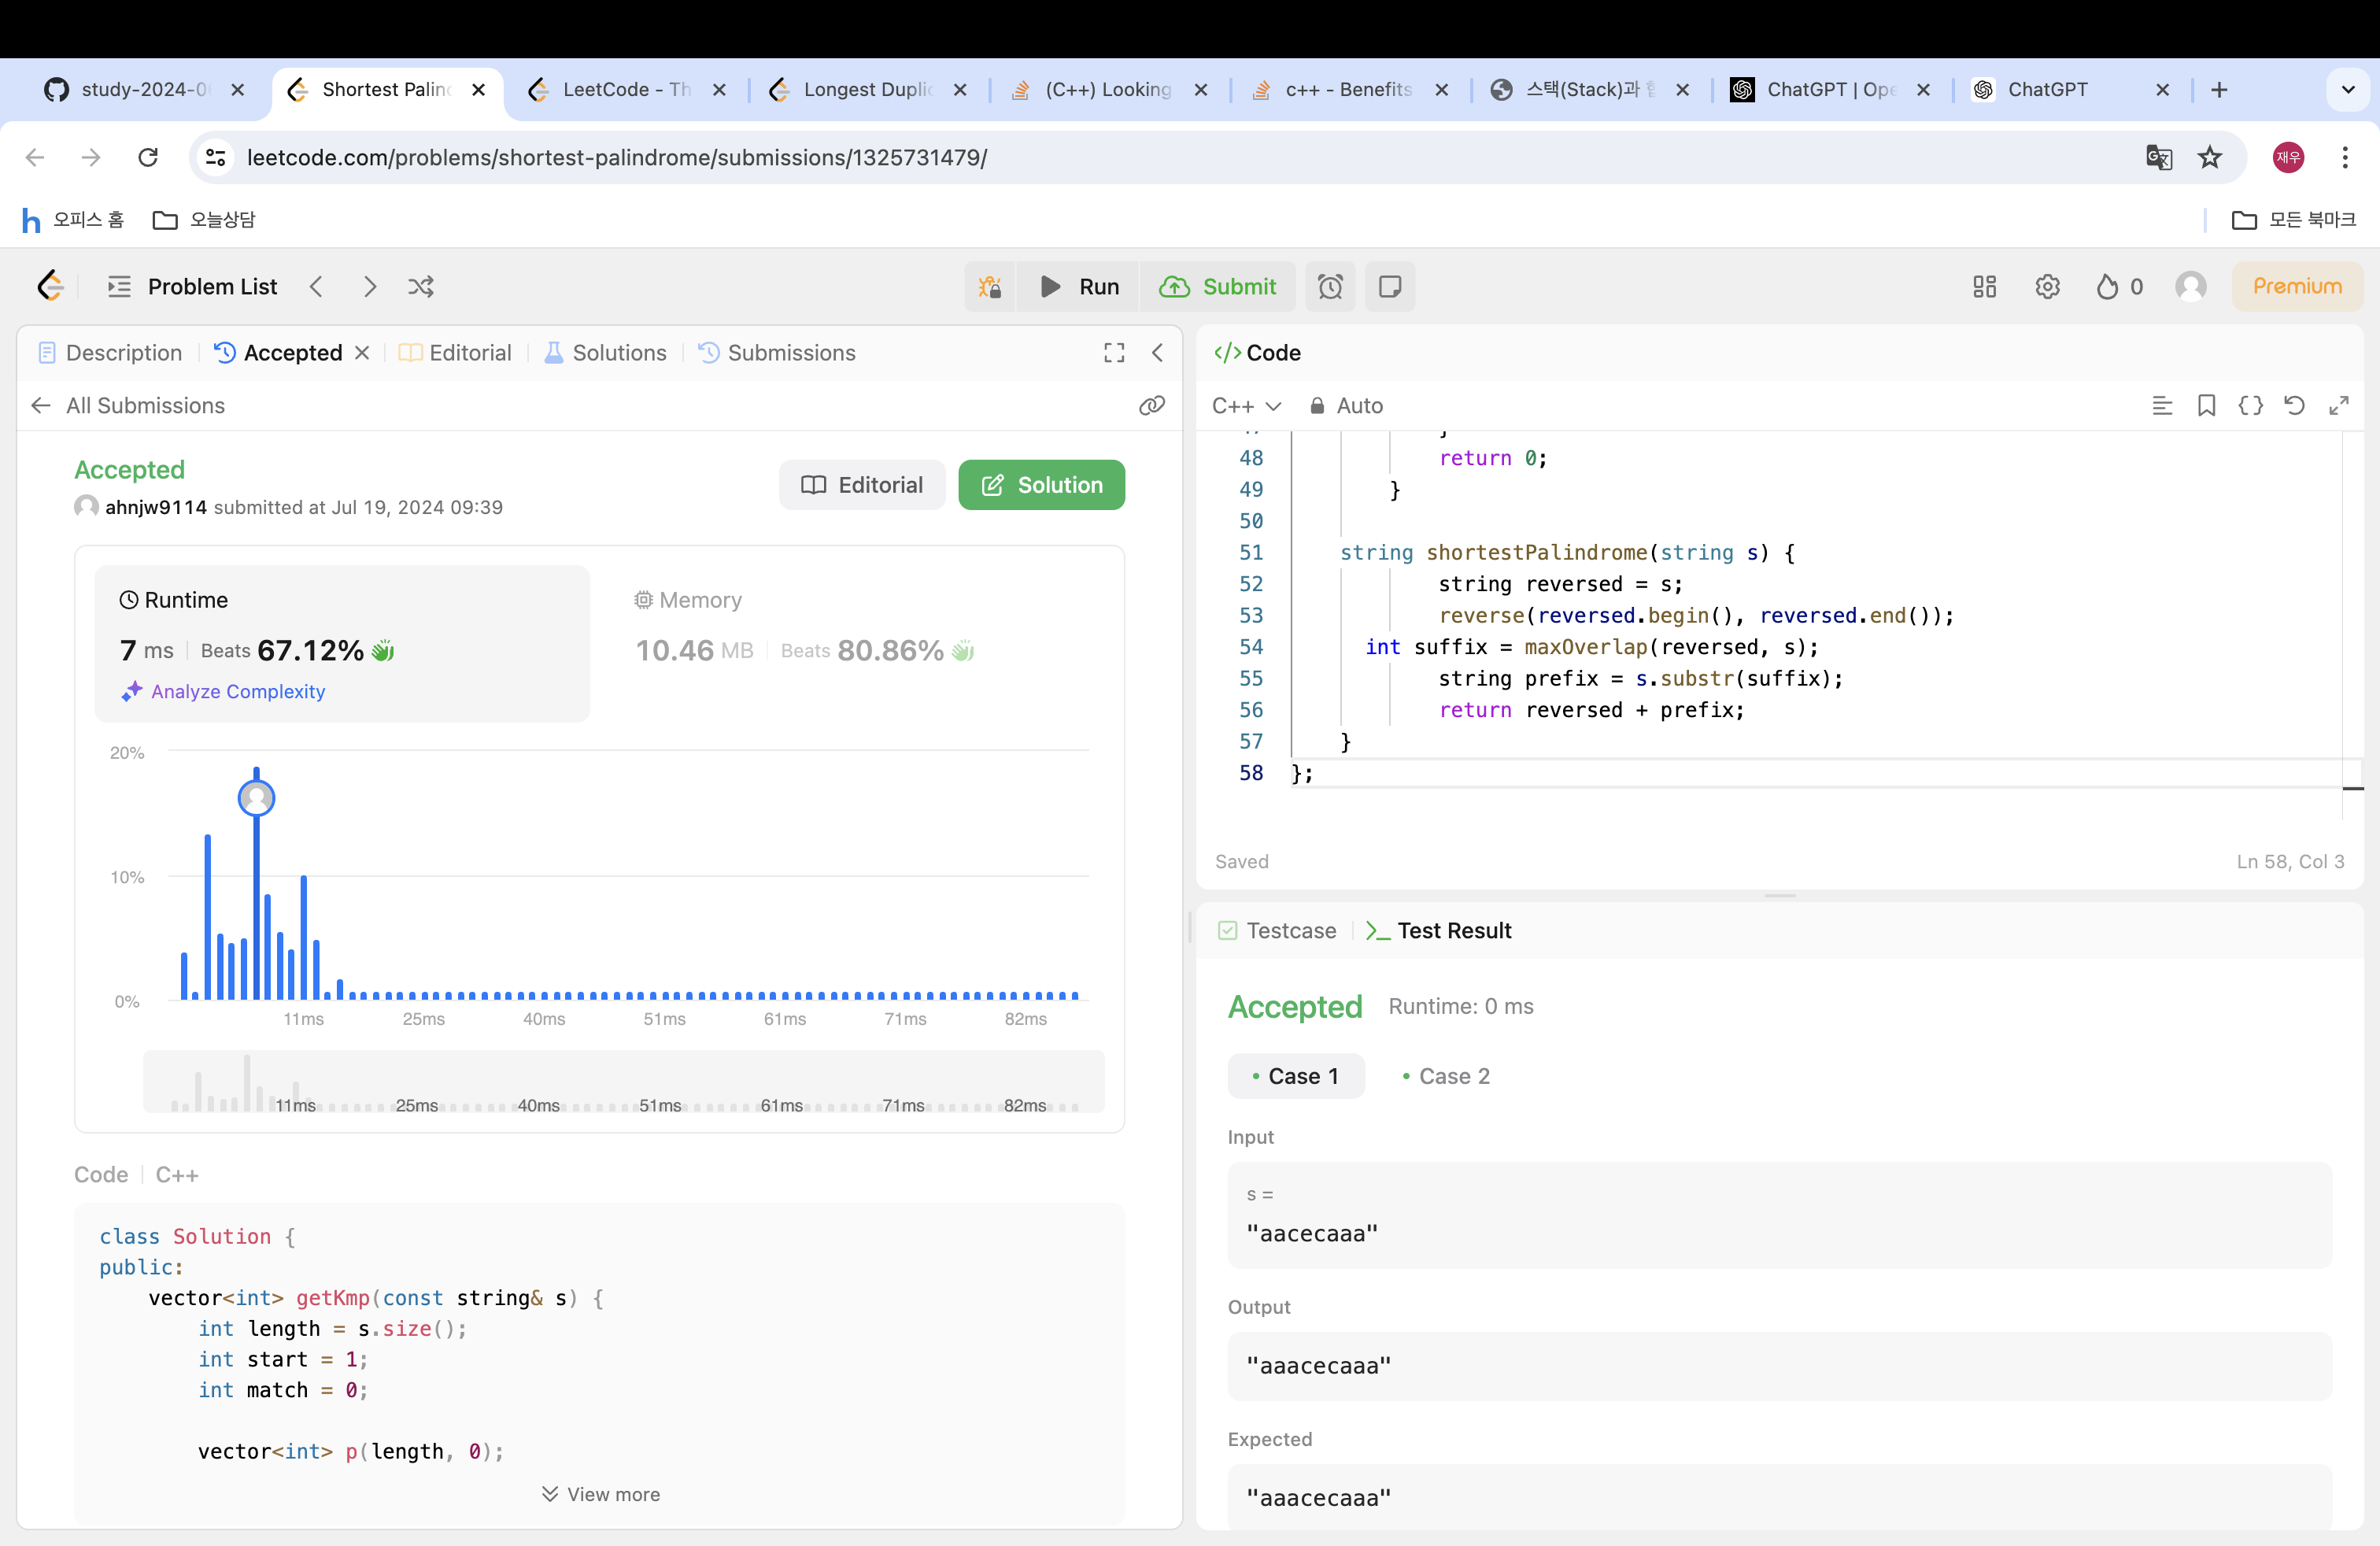 study-2024-0
Shortest Palin
LeetCode - Th
Longest Dupli
(C++) Looking
c++ - Benefits
스택(Stack)과
ChatGPT | Ope
ChatGPT
leetcode.com/problems/shortest-palindrome/submissions/1325731479/
재우
h 오피스 홈
오늘상담
모든 북마크
Problem List
Run
Submit
0
Premium
Description
Accepted
Editorial
Solutions
Submissions
All Submissions
Accepted
ahnjw9114 submitted at Jul 19, 2024 09:39
Editorial
Solution
Runtime
7 ms Beats 67.12%
Analyze Complexity
Memory
10.46 MB Beats 80.86%
20%
10%
0%
11ms 25ms 40ms 51ms 61ms 71ms 82ms
11ms 25ms 40ms 51ms 61ms 71ms 82ms
Code C++
class Solution {
public:
vector<int> getKmp(const string& s) {
int length = s.size();
int start = 1;
int match = 0;
vector<int> p(length, 0);
View more
</> Code
C++ Auto
48 return 0;
49 }
50
51 string shortestPalindrome(string s) {
52 string reversed = s;
53 reverse(reversed.begin(), reversed.end());
54 int suffix = maxOverlap(reversed, s);
55 string prefix = s.substr(suffix);
56 return reversed + prefix;
57 }
58 };
Saved
Ln 58, Col 3
Testcase
>_ Test Result
Accepted Runtime: 0 ms
• Case 1
• Case 2
Input
s =
"aacecaaa"
Output
"aaacecaaa"
Expected
"aaacecaaa"